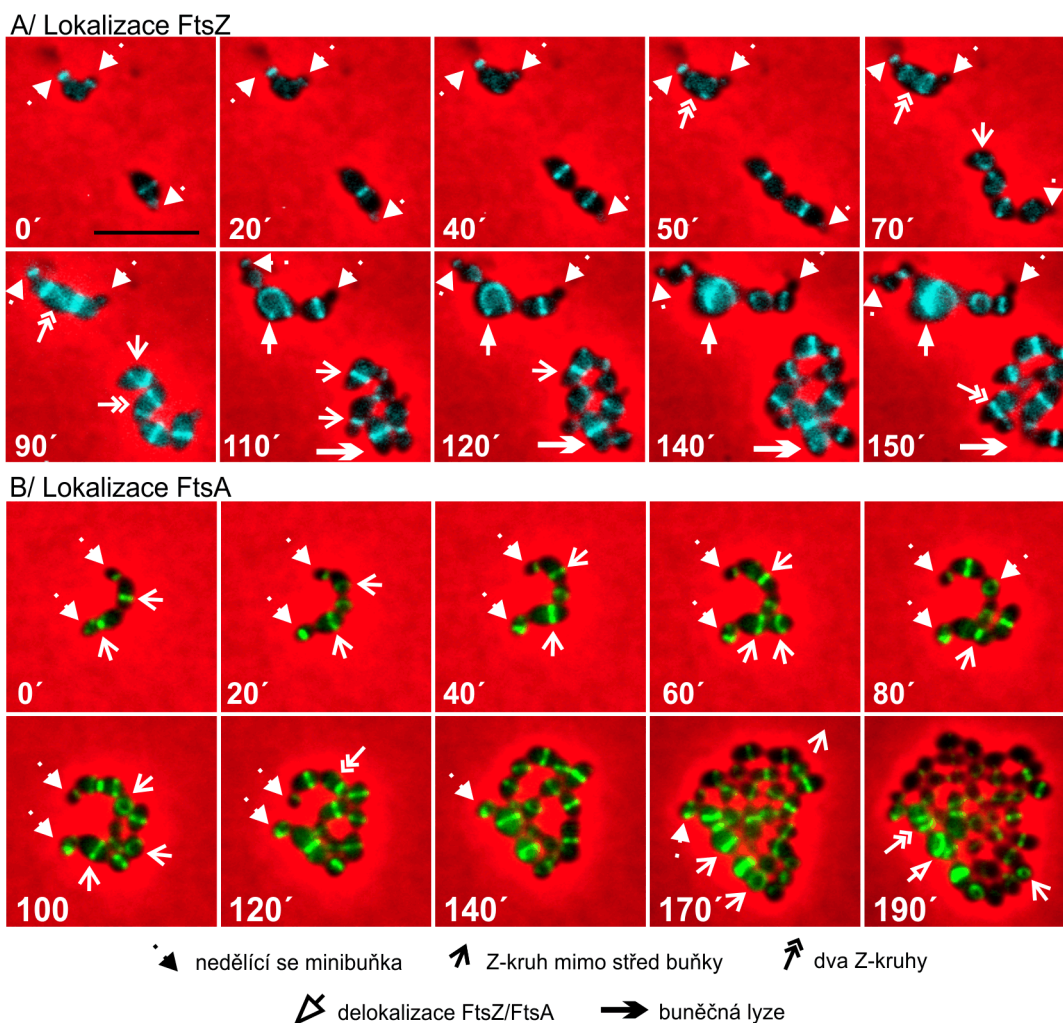 A/ Lokalizace FtsZ
0´ 20´ 40´ 50´ 70´
90´ 110´ 120´ 140´ 150´
B/ Lokalizace FtsA
0´ 20´ 40´ 60´ 80´
100 120´ 140´ 170´ 190´
nedělící se minibuňka Z-kruh mimo střed buňky dva Z-kruhy
delokalizace FtsZ/FtsA buněčná lyze